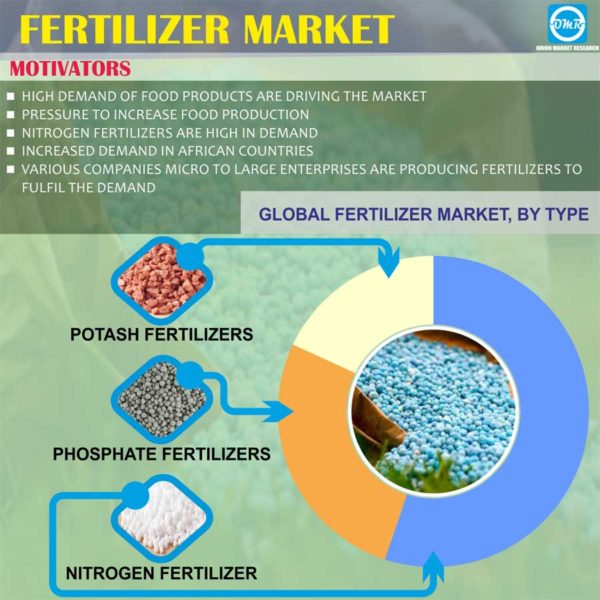 FERTILIZER MARKET
OMR
ORION MARKET RESEARCH
MOTIVATORS
HIGH DEMAND OF FOOD PRODUCTS ARE DRIVING THE MARKET
PRESSURE TO INCREASE FOOD PRODUCTION
NITROGEN FERTILIZERS ARE HIGH IN DEMAND
INCREASED DEMAND IN AFRICAN COUNTRIES
VARIOUS COMPANIES MICRO TO LARGE ENTERPRISES ARE PRODUCING FERTILIZERS TO
FULFIL THE DEMAND
GLOBAL FERTILIZER MARKET, BY TYPE
POTASH FERTILIZERS
PHOSPHATE FERTILIZERS
NITROGEN FERTILIZER